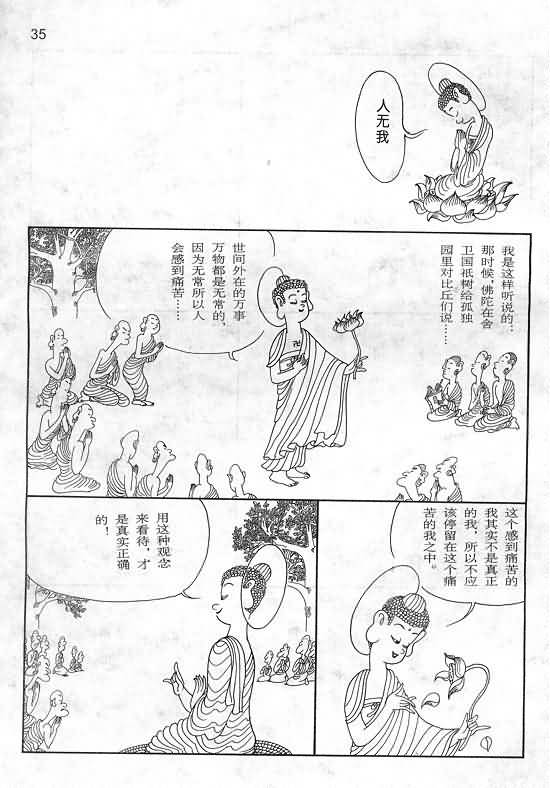 35
人无我
我是这样听说的…
那时候，佛陀在舍
卫国祇树给孤独
园里对比丘们说…
世间外在的万事
万物都是无常的，
因为无常所以人
会感到痛苦……
这个感到痛苦的
我其实不是真正
的我，所以不应
该停留在这个痛
苦的我之中。
用这种观念
来看待，才
是真实正确
的！